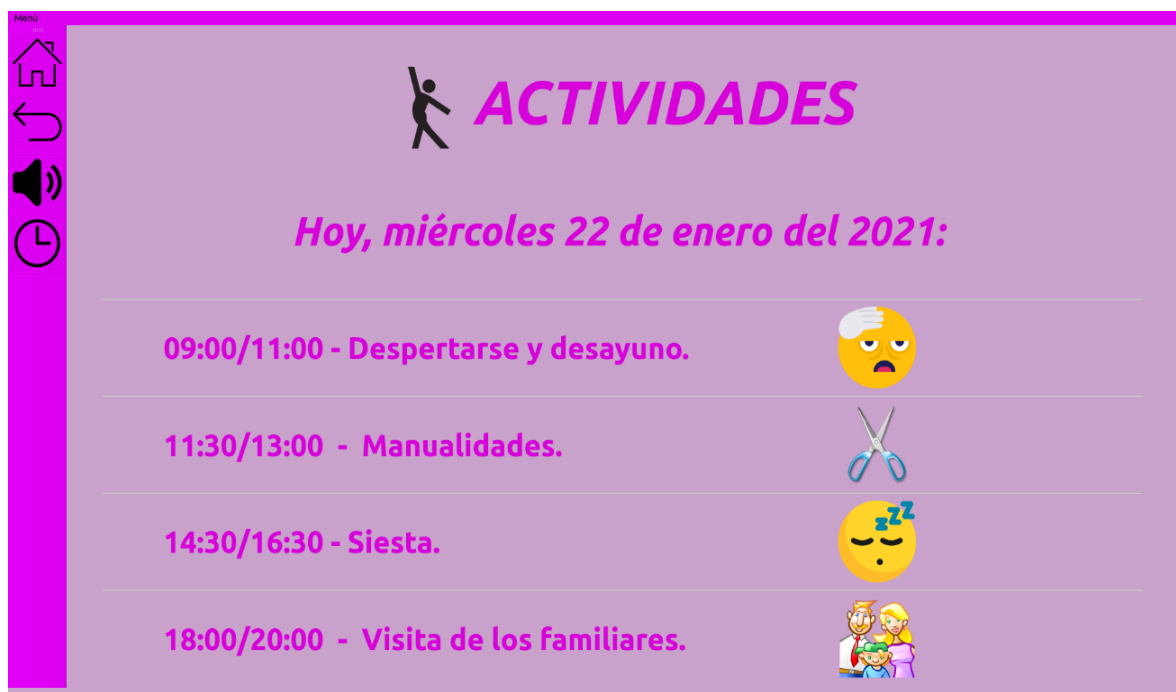 Menú
ACTIVIDADES
Hoy, miércoles 22 de enero del 2021:
09:00/11:00 - Despertarse y desayuno.
11:30/13:00 - Manualidades.
zzZ
14:30/16:30 - Siesta.
18:00/20:00 - Visita de los familiares.